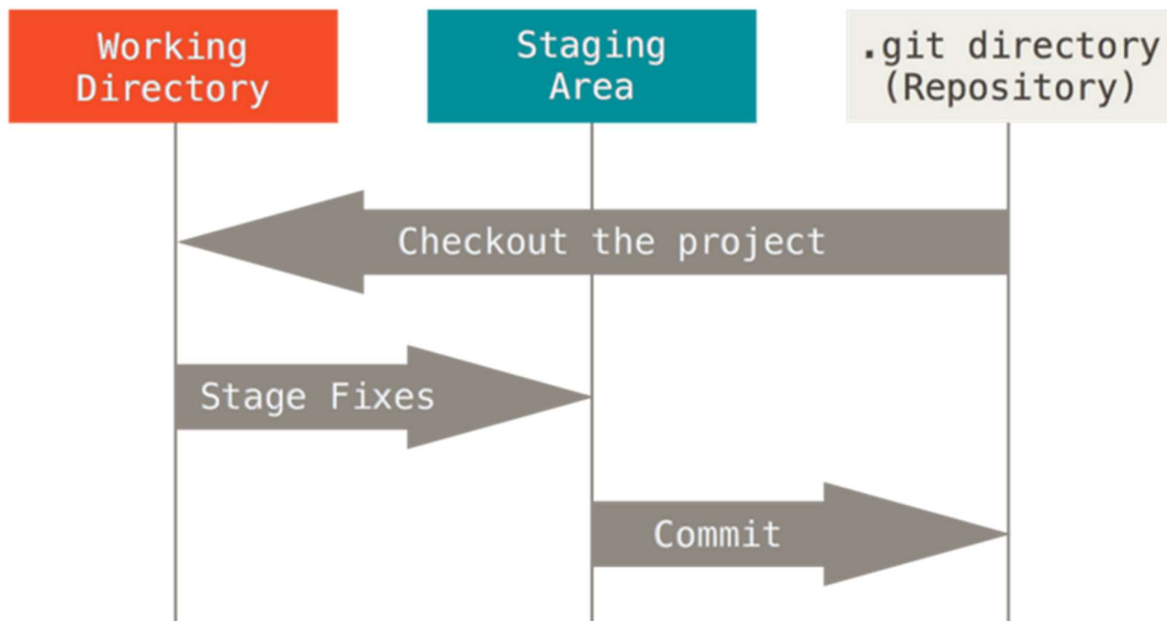 Working
Directory
Staging
Area
.git directory
(Repository)
Checkout the project
Stage Fixes
Commit